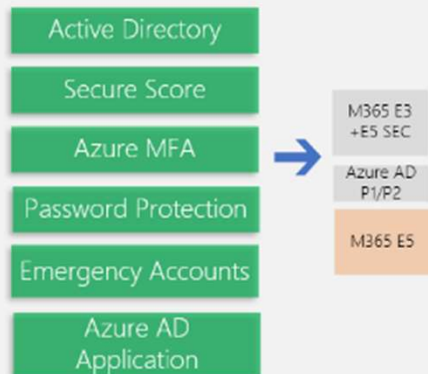 Active Directory
Secure Score
Azure MFA
Password Protection
Emergency Accounts
Azure AD
Application
M365 E3
+E5 SEC
Azure AD
P1/P2
M365 E5